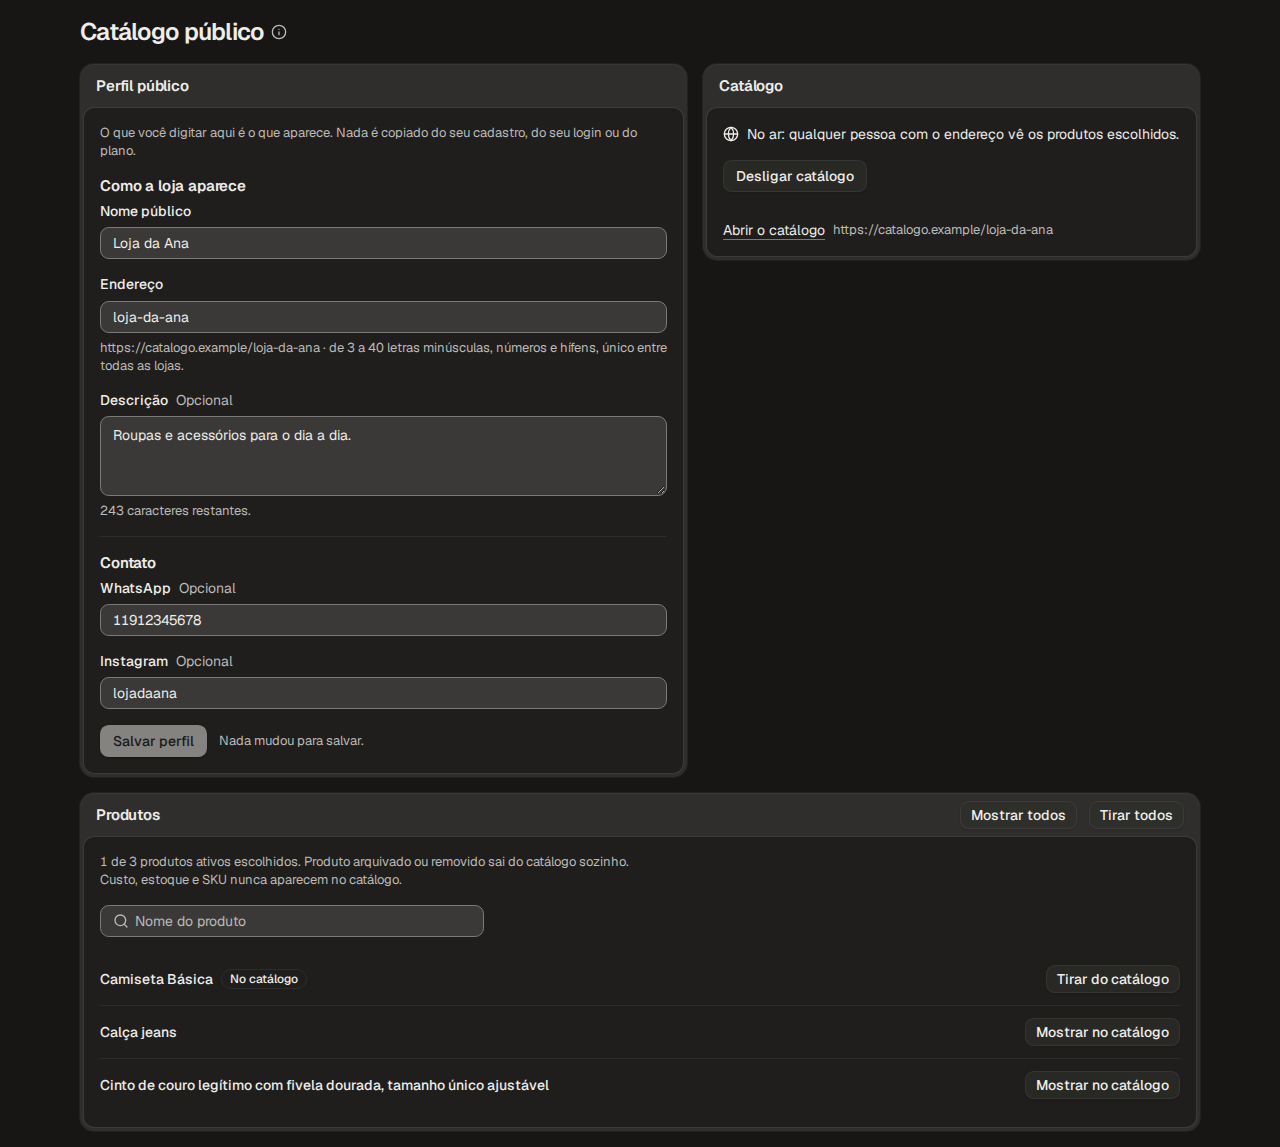 Catálogo público
Perfil público
O que você digitar aqui é o que aparece. Nada é copiado do seu cadastro, do seu login ou do
plano.
Como a loja aparece
Nome público
Loja da Ana
Endereço
loja-da-ana
https://catalogo.example/loja-da-ana · de 3 a 40 letras minúsculas, números e hífens, único entre
todas as lojas.
Descrição Opcional
Roupas e acessórios para o dia a dia.
243 caracteres restantes.
Contato
WhatsApp Opcional
11912345678
Instagram Opcional
lojadaana
Salvar perfil Nada mudou para salvar.
Catálogo
No ar: qualquer pessoa com o endereço vê os produtos escolhidos.
Desligar catálogo
Abrir o catálogo https://catalogo.example/loja-da-ana
Produtos Mostrar todos Tirar todos
1 de 3 produtos ativos escolhidos. Produto arquivado ou removido sai do catálogo sozinho.
Custo, estoque e SKU nunca aparecem no catálogo.
Nome do produto
Camiseta Básica No catálogo Tirar do catálogo
Calça jeans Mostrar no catálogo
Cinto de couro legítimo com fivela dourada, tamanho único ajustável Mostrar no catálogo